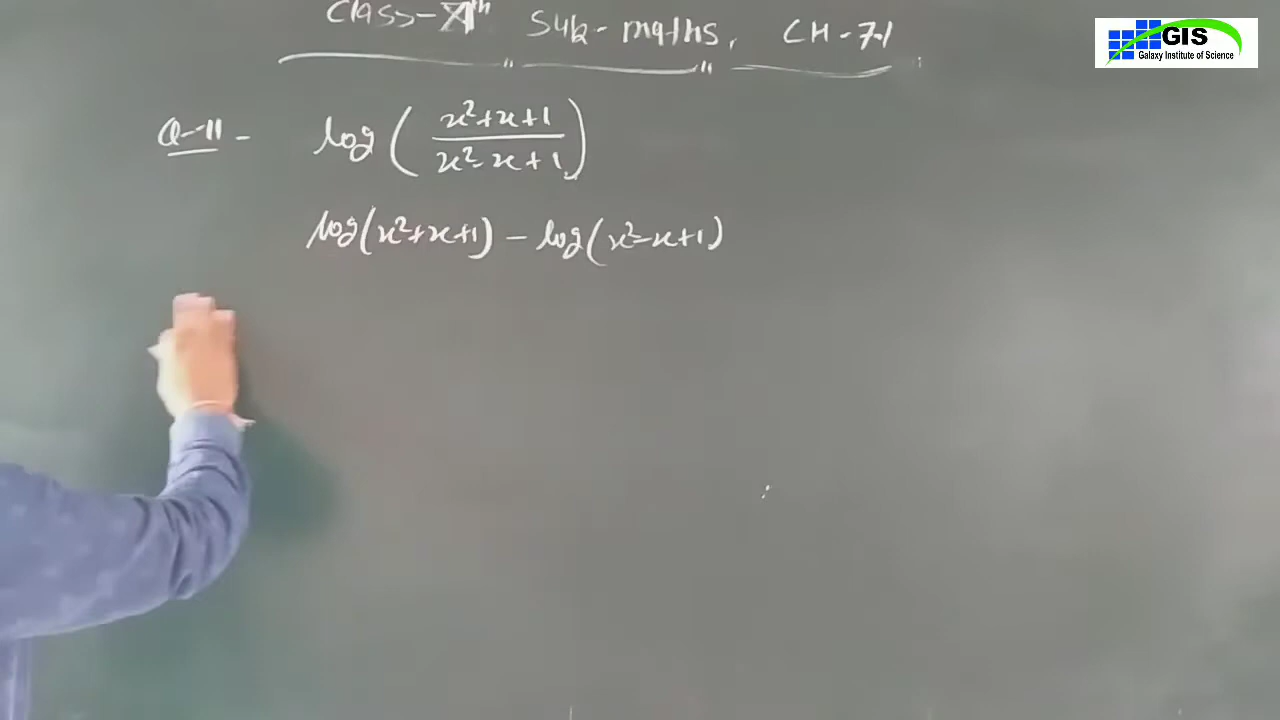 Class-XIth Sub-maths, CH-7.1
GIS
Galaxy Institute of Science
Q-11- log(x²+x+1/x²-x+1)
log(x²+x+1) - log(x²-x+1)